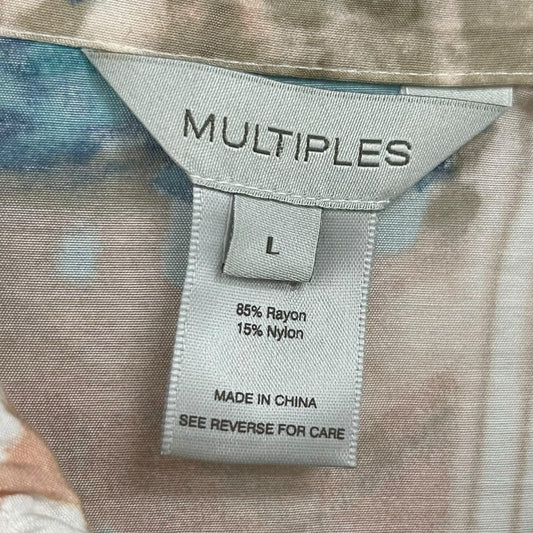 MULTIPLES
L
85% Rayon
15% Nylon
MADE IN CHINA
SEE REVERSE FOR CARE